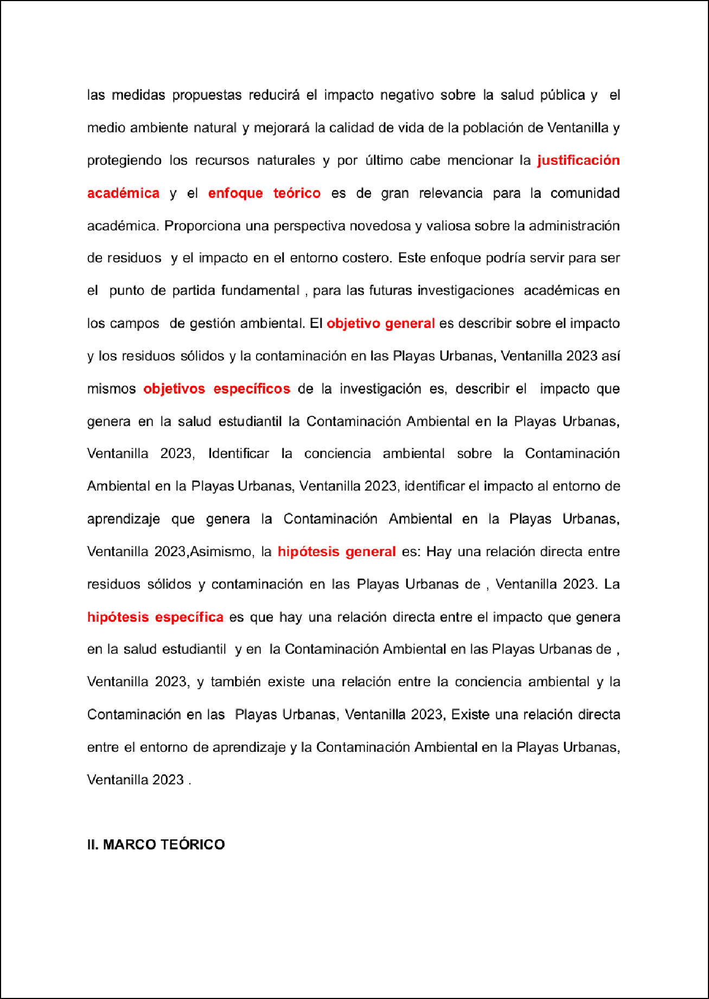 las medidas propuestas reducirá el impacto negativo sobre la salud pública y el
medio ambiente natural y mejorará la calidad de vida de la población de Ventanilla y
protegiendo los recursos naturales y por último cabe mencionar la justificación
académica y el enfoque teórico es de gran relevancia para la comunidad
académica. Proporciona una perspectiva novedosa y valiosa sobre la administración
de residuos y el impacto en el entorno costero. Este enfoque podría servir para ser
el punto de partida fundamental , para las futuras investigaciones académicas en
los campos de gestión ambiental. El objetivo general es describir sobre el impacto
y los residuos sólidos y la contaminación en las Playas Urbanas, Ventanilla 2023 así
mismos objetivos específicos de la investigación es, describir el impacto que
genera en la salud estudiantil la Contaminación Ambiental en la Playas Urbanas,
Ventanilla 2023, Identificar la conciencia ambiental sobre la Contaminación
Ambiental en la Playas Urbanas, Ventanilla 2023, identificar el impacto al entorno de
aprendizaje que genera la Contaminación Ambiental en la Playas Urbanas,
Ventanilla 2023,Asimismo, la hipótesis general es: Hay una relación directa entre
residuos sólidos y contaminación en las Playas Urbanas de , Ventanilla 2023. La
hipótesis específica es que hay una relación directa entre el impacto que genera
en la salud estudiantil y en la Contaminación Ambiental en las Playas Urbanas de ,
Ventanilla 2023, y también existe una relación entre la conciencia ambiental y la
Contaminación en las Playas Urbanas, Ventanilla 2023, Existe una relación directa
entre el entorno de aprendizaje y la Contaminación Ambiental en la Playas Urbanas,
Ventanilla 2023 .
II. MARCO TEÓRICO